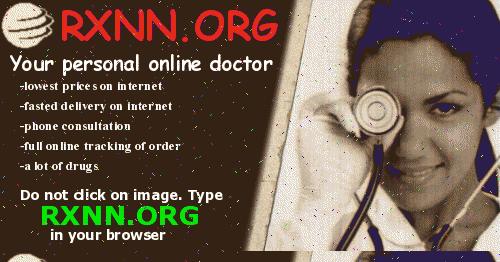 RXNN.ORG
Your personal online doctor
-lowest prices on internet
-fasted delivery on internet
-phone consultation
-full online tracking of order
-a lot of drugs
Do not click on image. Type
RXNN.ORG
in your browser